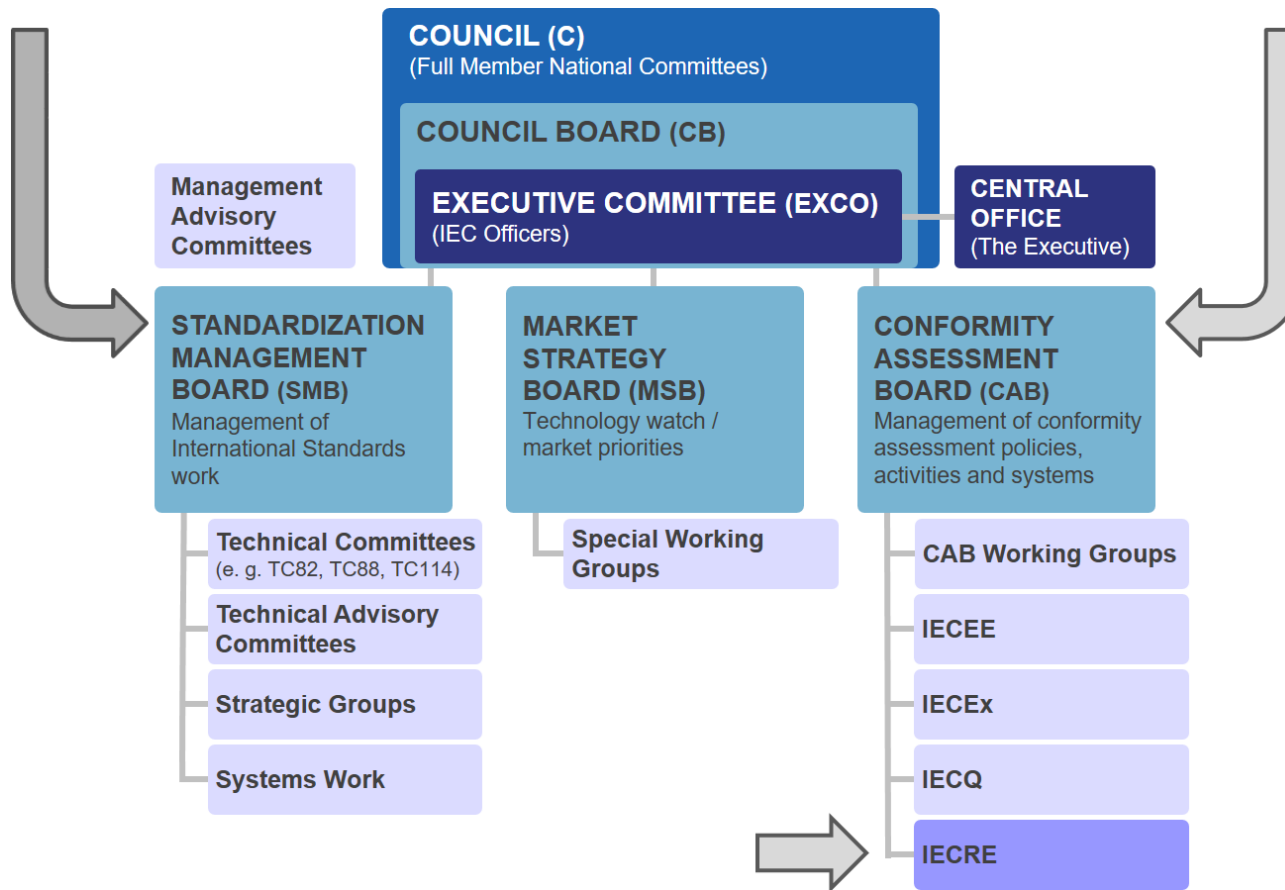 COUNCIL (C)
(Full Member National Committees)
COUNCIL BOARD (CB)
EXECUTIVE COMMITTEE (EXCO)
(IEC Officers)
Management
Advisory
Committees
CENTRAL
OFFICE
(The Executive)
STANDARDIZATION
MANAGEMENT
BOARD (SMB)
Management of
International Standards
work
MARKET
STRATEGY
BOARD (MSB)
Technology watch /
market priorities
CONFORMITY
ASSESSMENT
BOARD (CAB)
Management of conformity
assessment policies,
activities and systems
Technical Committees
(e. g. TC82, TC88, TC114)
Technical Advisory
Committees
Strategic Groups
Systems Work
Special Working
Groups
CAB Working Groups
IECEE
IECEx
IECQ
IECRE